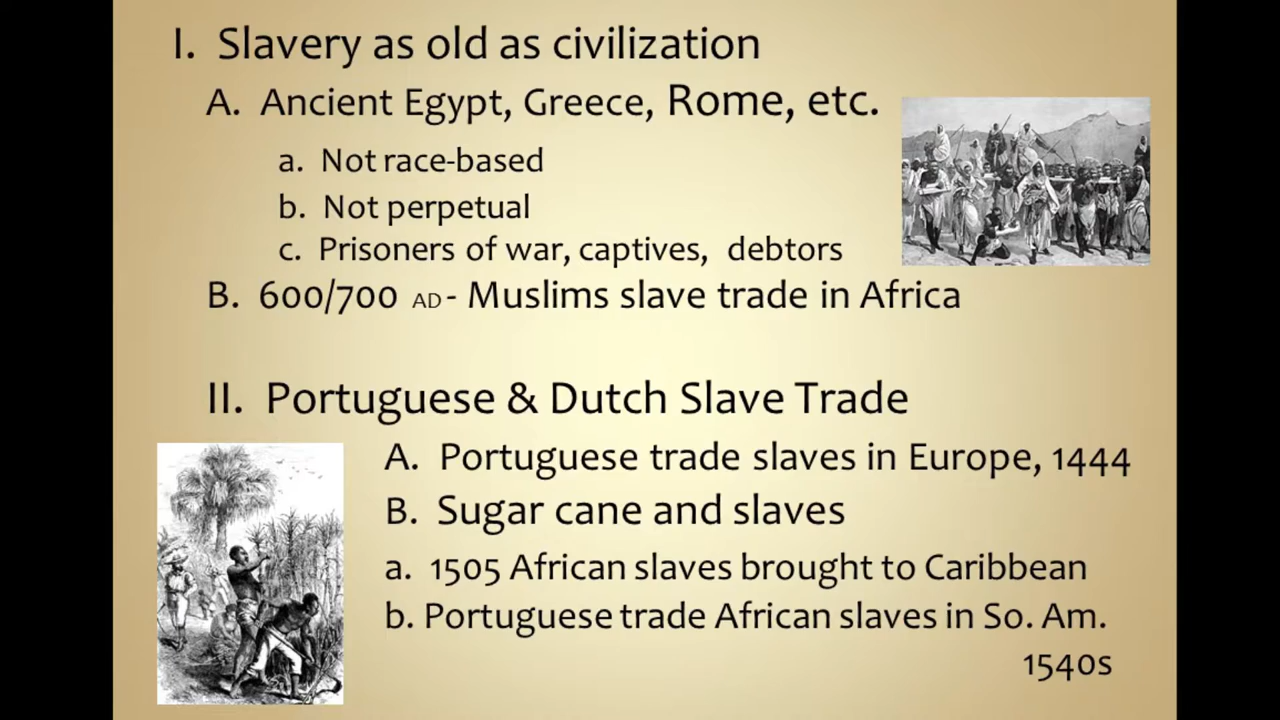 I. Slavery as old as civilization
A. Ancient Egypt, Greece, Rome, etc.
a. Not race-based
b. Not perpetual
c. Prisoners of war, captives, debtors
B. 600/700 AD - Muslims slave trade in Africa
II. Portuguese & Dutch Slave Trade
A. Portuguese trade slaves in Europe, 1444
B. Sugar cane and slaves
a. 1505 African slaves brought to Caribbean
b. Portuguese trade African slaves in So. Am.
1540s